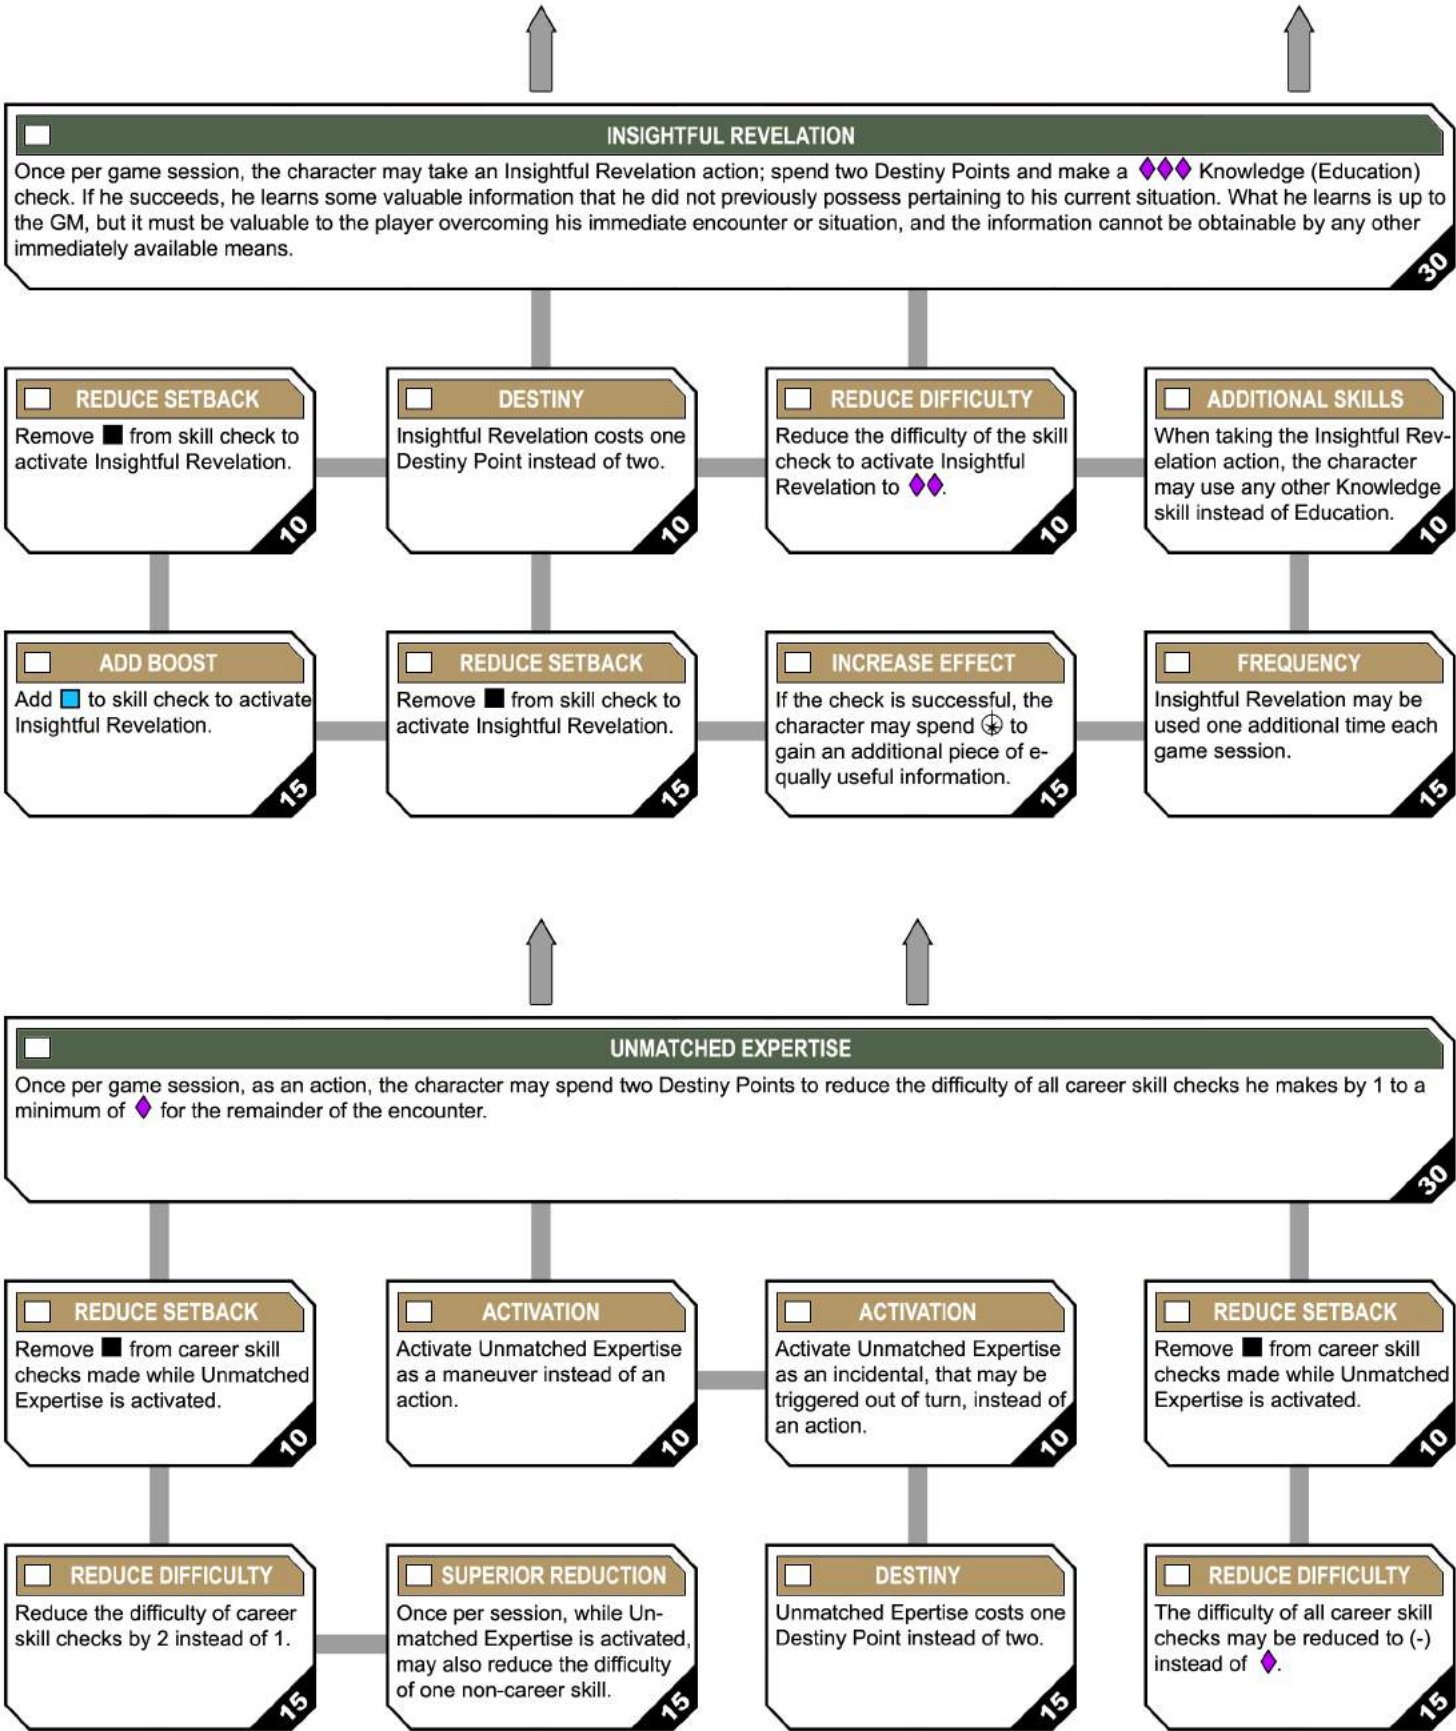 INSIGHTFUL REVELATION
Once per game session, the character may take an Insightful Revelation action; spend two Destiny Points and make a Knowledge (Education)
check. If he succeeds, he learns some valuable information that he did not previously possess pertaining to his current situation. What he learns is up to
the GM, but it must be valuable to the player overcoming his immediate encounter or situation, and the information cannot be obtainable by any other
immediately available means.
30
REDUCE SETBACK
Remove from skill check to
activate Insightful Revelation.
10
DESTINY
Insightful Revelation costs one
Destiny Point instead of two.
10
REDUCE DIFFICULTY
Reduce the difficulty of the skill
check to activate Insightful
Revelation to .
10
ADDITIONAL SKILLS
When taking the Insightful Rev-
elation action, the character
may use any other Knowledge
skill instead of Education.
10
ADD BOOST
Add to skill check to activate
Insightful Revelation.
15
REDUCE SETBACK
Remove from skill check to
activate Insightful Revelation.
15
INCREASE EFFECT
If the check is successful, the
character may spend to
gain an additional piece of e-
qually useful information.
15
FREQUENCY
Insightful Revelation may be
used one additional time each
game session.
15
UNMATCHED EXPERTISE
Once per game session, as an action, the character may spend two Destiny Points to reduce the difficulty of all career skill checks he makes by 1 to a
minimum of for the remainder of the encounter.
30
REDUCE SETBACK
Remove from career skill
checks made while Unmatched
Expertise is activated.
10
ACTIVATION
Activate Unmatched Expertise
as a maneuver instead of an
action.
10
ACTIVATION
Activate Unmatched Expertise
as an incidental, that may be
triggered out of turn, instead of
an action.
10
REDUCE SETBACK
Remove from career skill
checks made while Unmatched
Expertise is activated.
10
REDUCE DIFFICULTY
Reduce the difficulty of career
skill checks by 2 instead of 1.
15
SUPERIOR REDUCTION
Once per session, while Un-
matched Expertise is activated,
may also reduce the difficulty
of one non-career skill.
15
DESTINY
Unmatched Epertise costs one
Destiny Point instead of two.
15
REDUCE DIFFICULTY
The difficulty of all career skill
checks may be reduced to (-)
instead of .
15